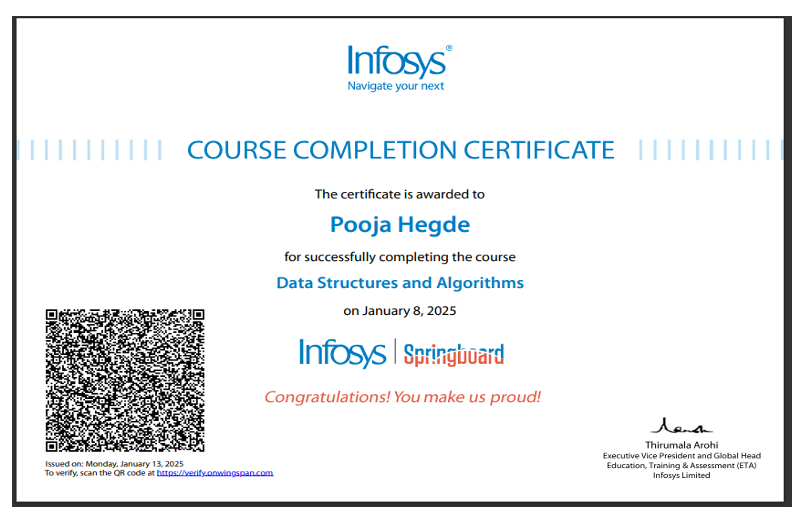 Infosys®
Navigate your next
COURSE COMPLETION CERTIFICATE
The certificate is awarded to
Pooja Hegde
for successfully completing the course
Data Structures and Algorithms
on January 8, 2025
Infosys | Springboard
Congratulations! You make us proud!
Issued on: Monday, January 13, 2025
To verify, scan the QR code at https://verify.onwingspan.com
Thirumala Arohi
Executive Vice President and Global Head
Education, Training & Assessment (ETA)
Infosys Limited